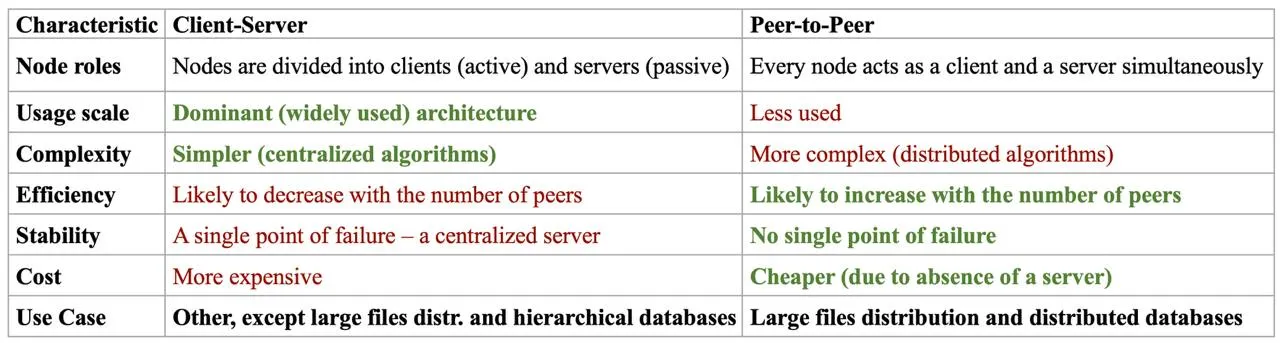 Characteristic Client-Server Peer-to-Peer
Node roles Nodes are divided into clients (active) and servers (passive) Every node acts as a client and a server simultaneously
Usage scale Dominant (widely used) architecture Less used
Complexity Simpler (centralized algorithms) More complex (distributed algorithms)
Efficiency Likely to decrease with the number of peers Likely to increase with the number of peers
Stability A single point of failure – a centralized server No single point of failure
Cost More expensive Cheaper (due to absence of a server)
Use Case Other, except large files distr. and hierarchical databases Large files distribution and distributed databases